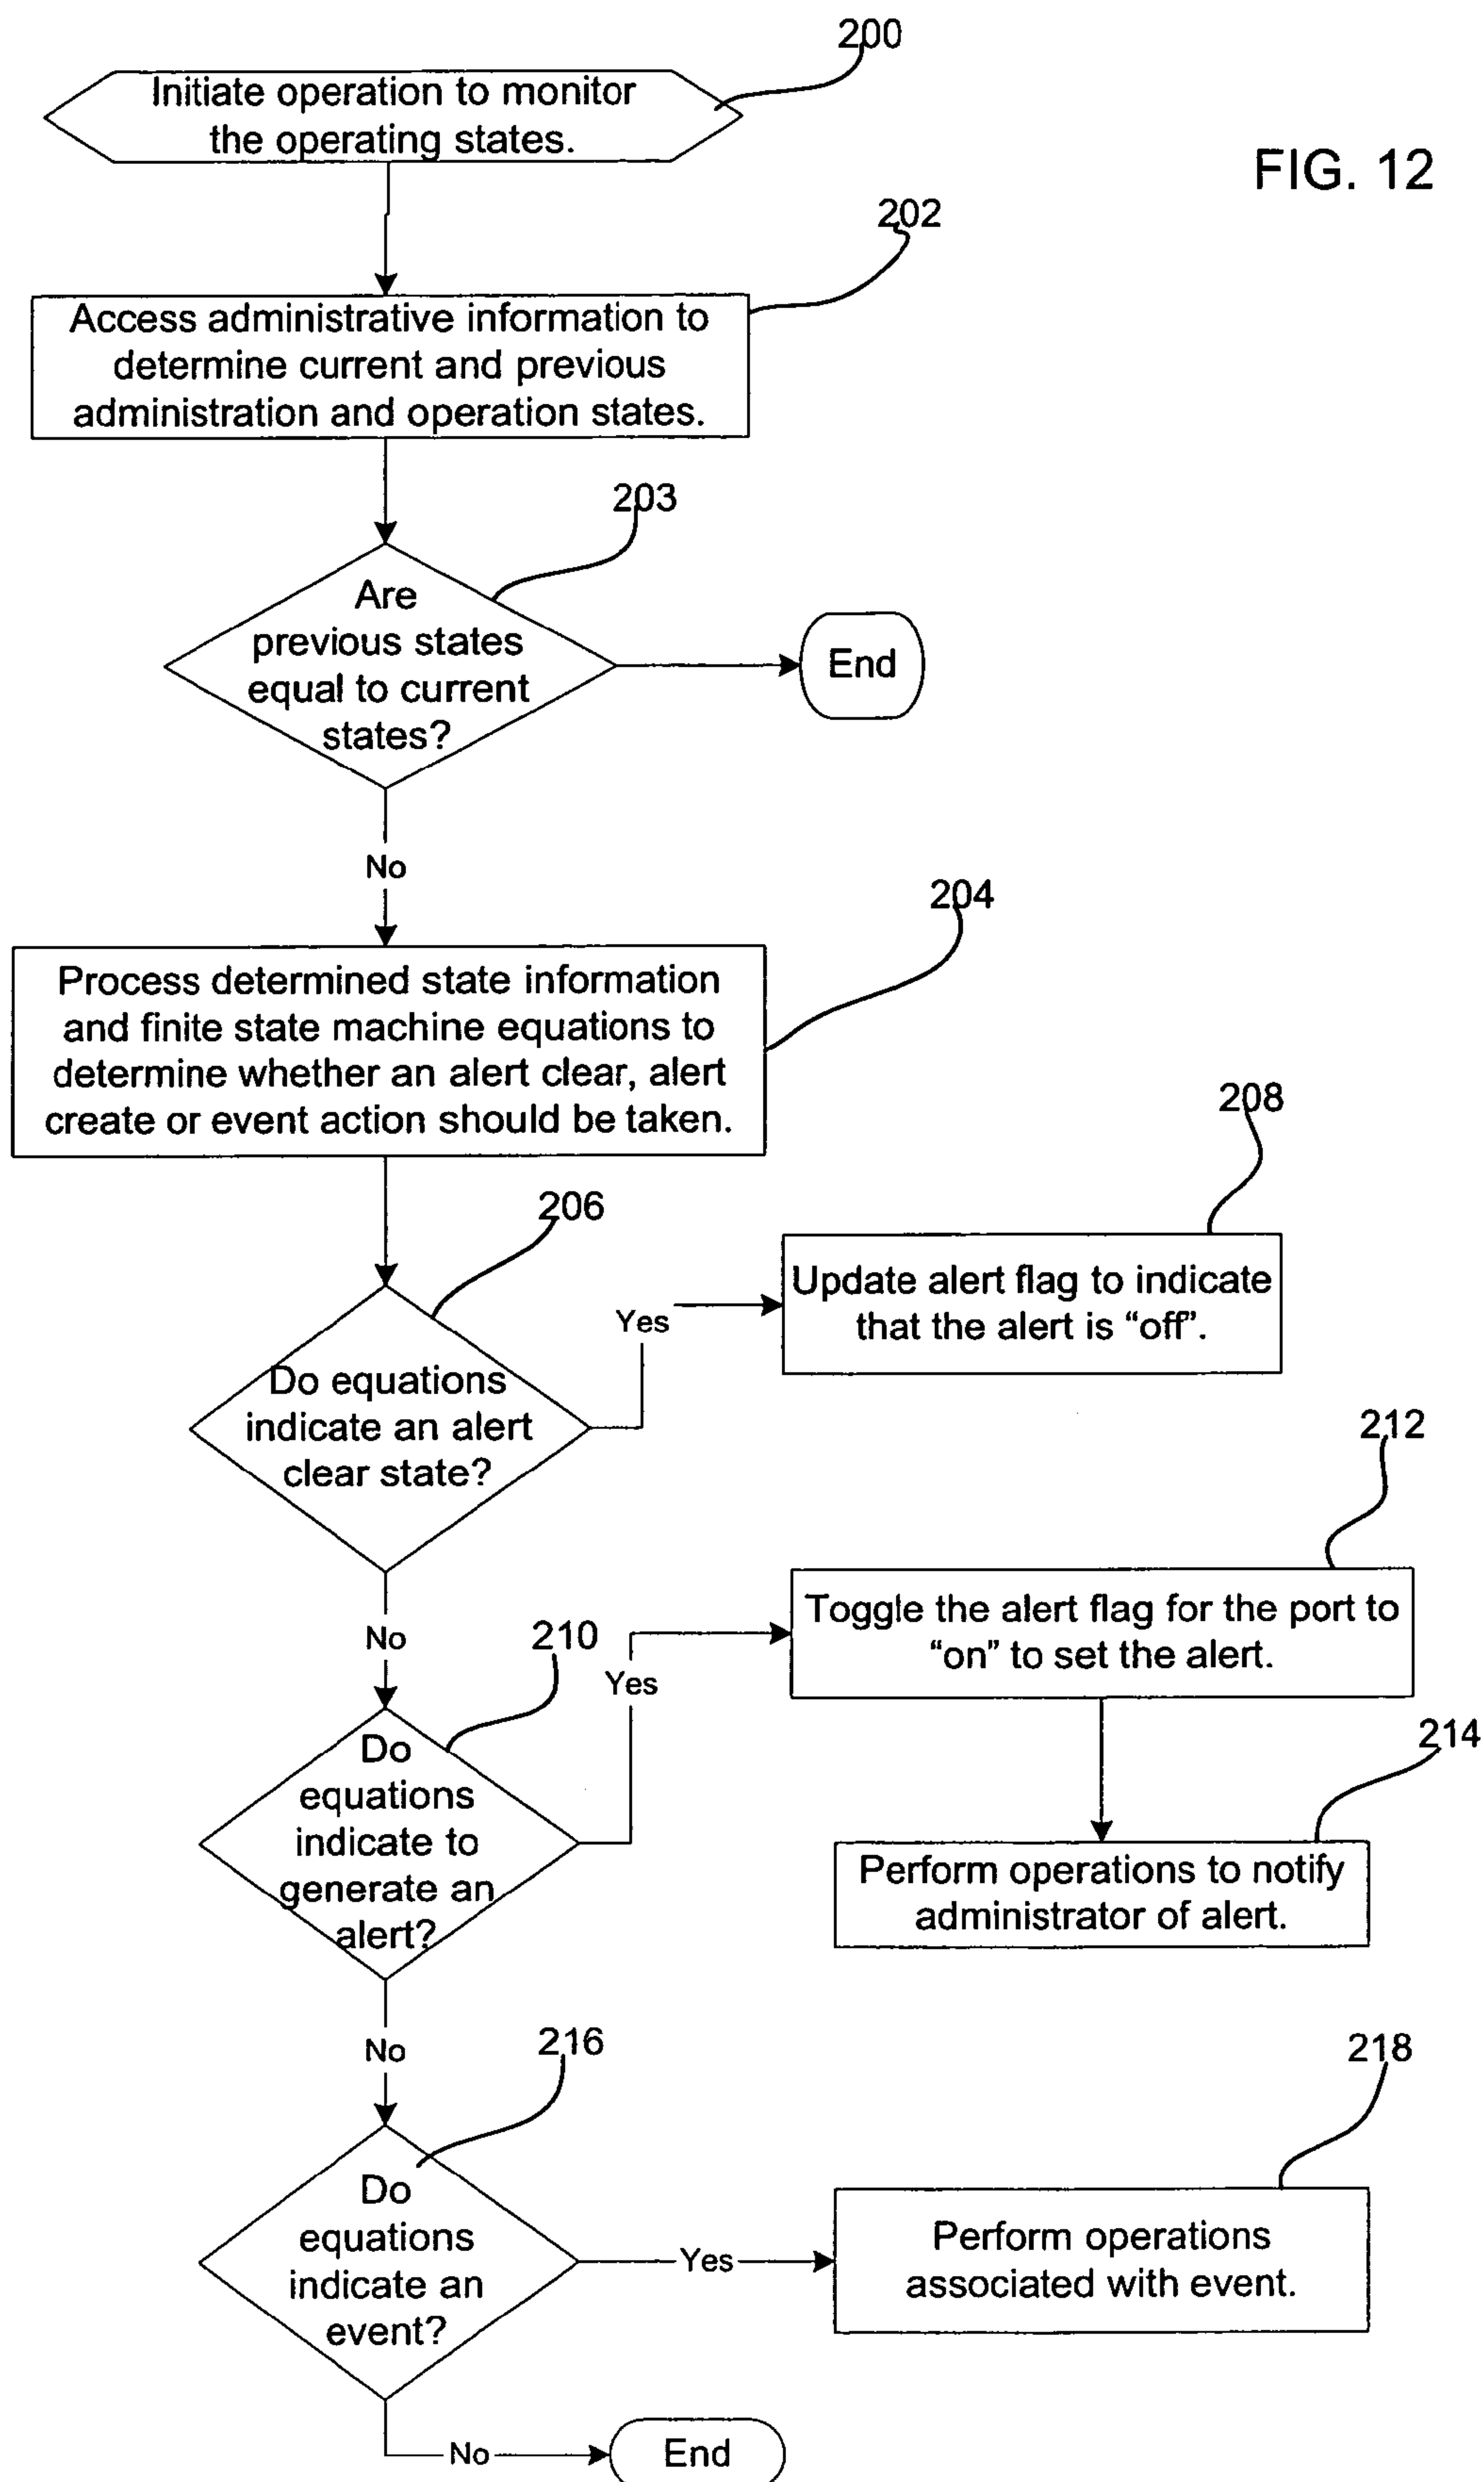 200
Initiate operation to monitor
the operating states.
FIG. 12
202
Access administrative information to
determine current and previous
administration and operation states.
203
Are
previous states
equal to current
states?
End
No
204
Process determined state information
and finite state machine equations to
determine whether an alert clear, alert
create or event action should be taken.
206
208
Update alert flag to indicate
that the alert is “off”.
Yes
Do equations
indicate an alert
clear state?
212
Toggle the alert flag for the port to
“on” to set the alert.
No
210
Yes
214
Do
equations
indicate to
generate an
alert?
Perform operations to notify
administrator of alert.
No
216
218
Do
equations
indicate an
event?
Yes
Perform operations
associated with event.
No
End